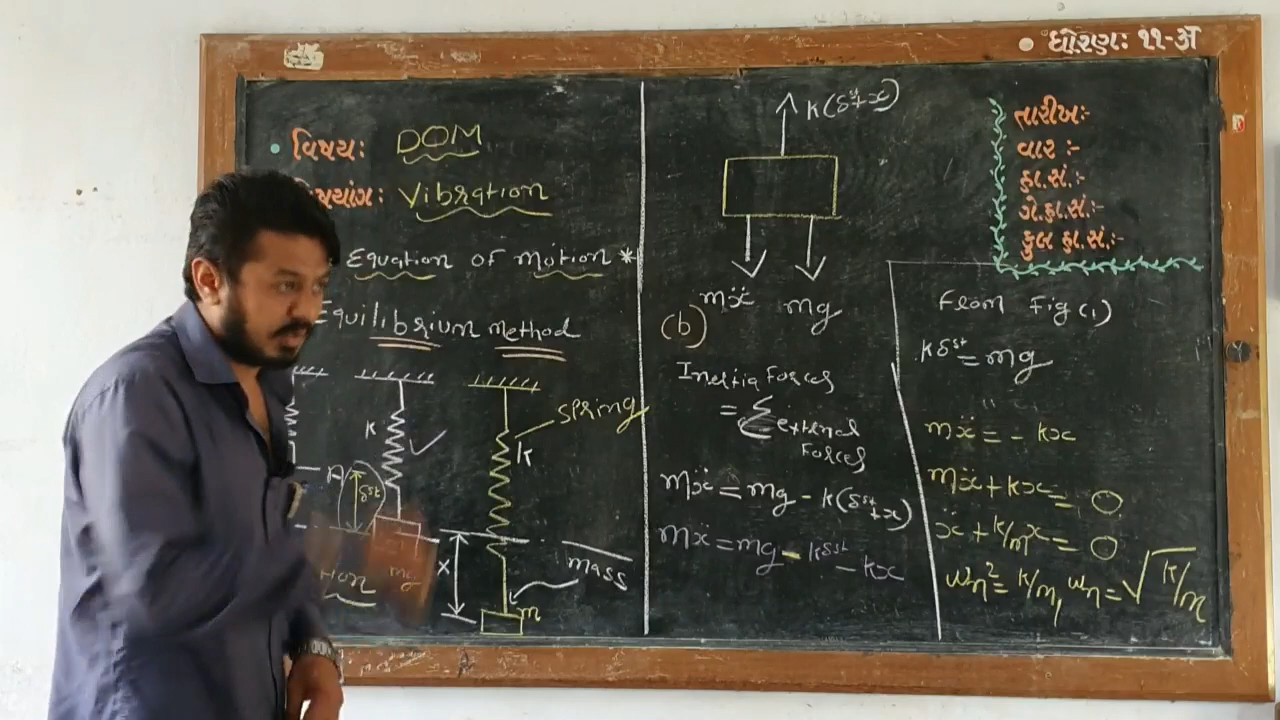 ધોરણ: ૧૧-અ
વિષય: DOM
વિષયાંગ: Vibration
Equation of Motion *
Equilibrium method
K
δst
mg
Spring
K
X
mass
m
K(δst+x)
mẍ mg
(b)
Inertia Forces
= Σ external
Forces
mẍ = mg - K(δst+x)
mẍ = mg - Kδst - Kx
તારીખ:-
વાર :-
હા.સં.:-
ગે.હા.સં:-
કુલ હા.સં.:-
From Fig (1)
Kδst = mg
mẍ = - Kx
mẍ + Kx = 0
ẍ + K/m x = 0
ωn² = K/m, ωn = √K/m